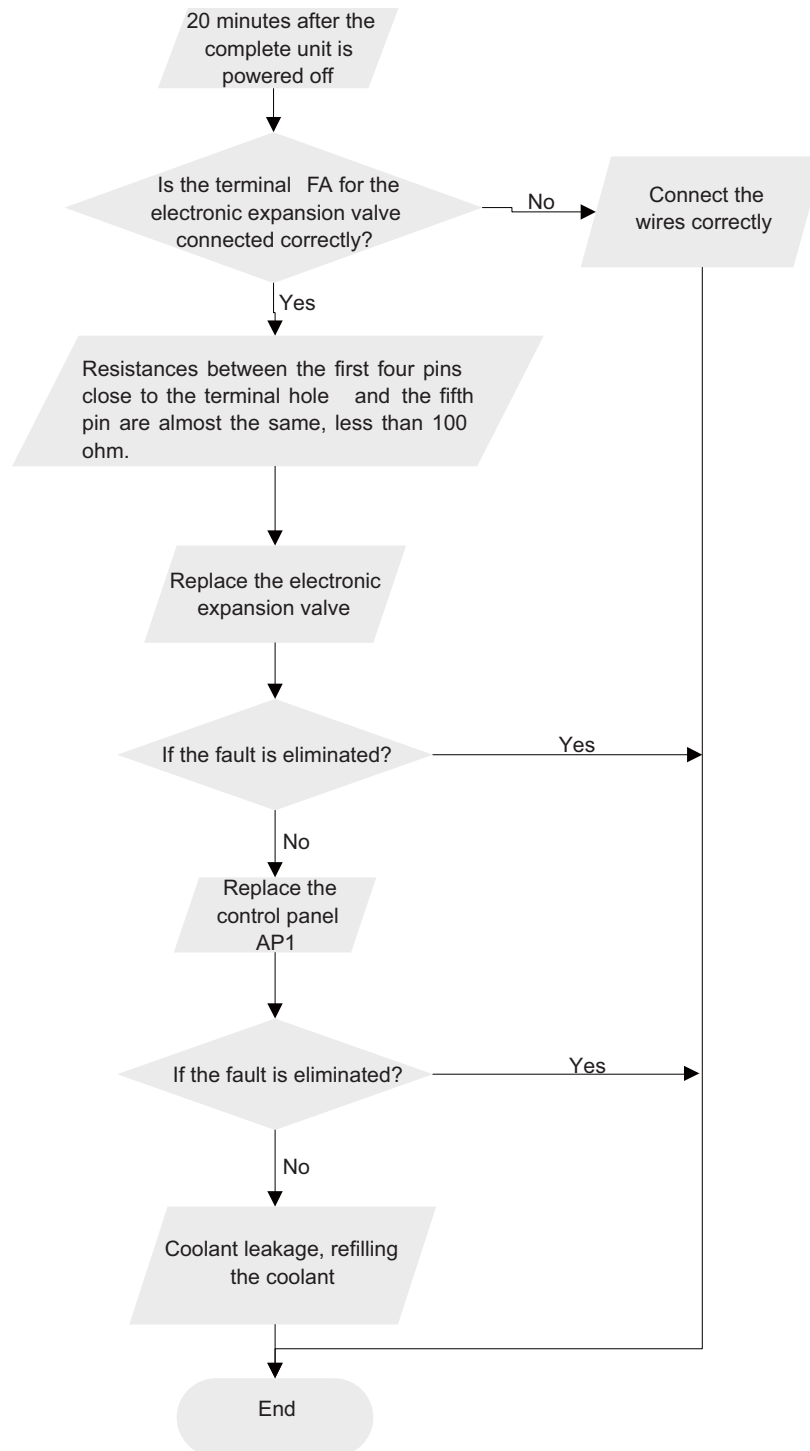 20 minutes after the
complete unit is
powered off
Is the terminal FA for the
electronic expansion valve
connected correctly?
No
Connect the
wires correctly
Yes
Resistances between the first four pins
close to the terminal hole and the fifth
pin are almost the same, less than 100
ohm.
Replace the electronic
expansion valve
If the fault is eliminated?
Yes
No
Replace the
control panel
AP1
If the fault is eliminated?
Yes
No
Coolant leakage, refilling
the coolant
End